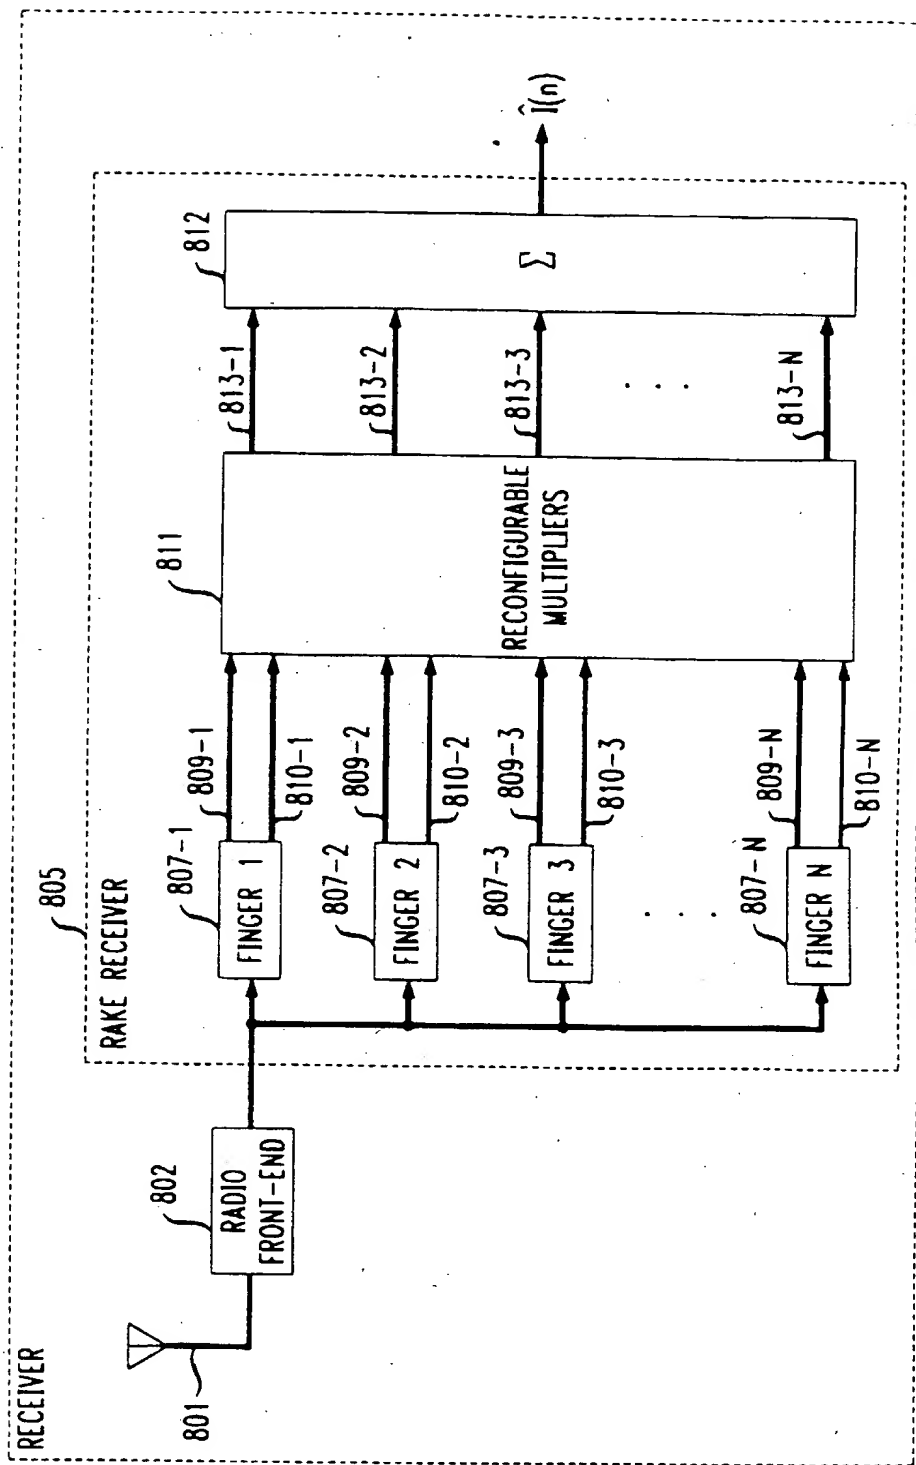 RECEIVER
801
802
RADIO
FRONT-END
805
RAKE RECEIVER
807-1
FINGER 1
809-1
810-1
807-2
FINGER 2
809-2
810-2
807-3
FINGER 3
809-3
810-3
. . .
807-N
FINGER N
809-N
810-N
811
RECONFIGURABLE
MULTIPLIERS
813-1
813-2
813-3
. . .
813-N
812
Σ
Î(n)